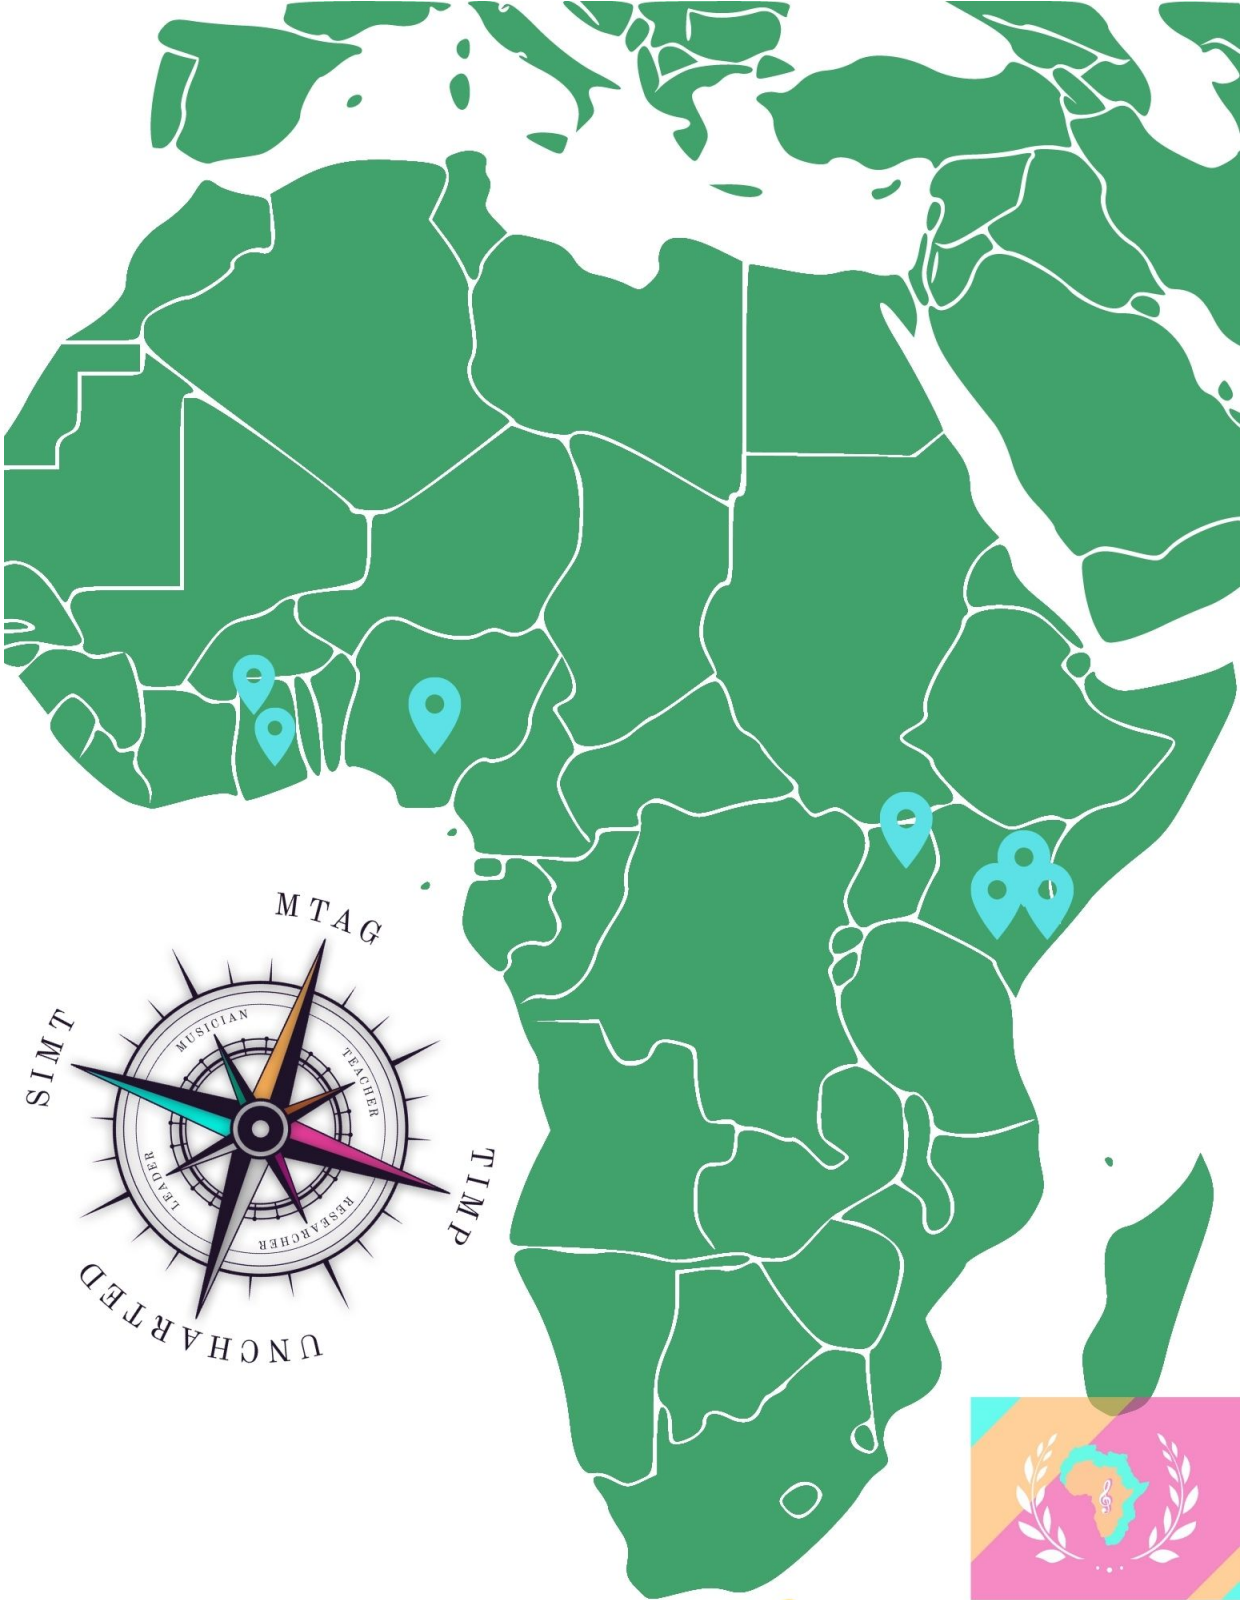 MTAG
SIMT
MUSICIAN
TEACHER
LEADER
RESEARCHER
TIMP
UNCHARTED